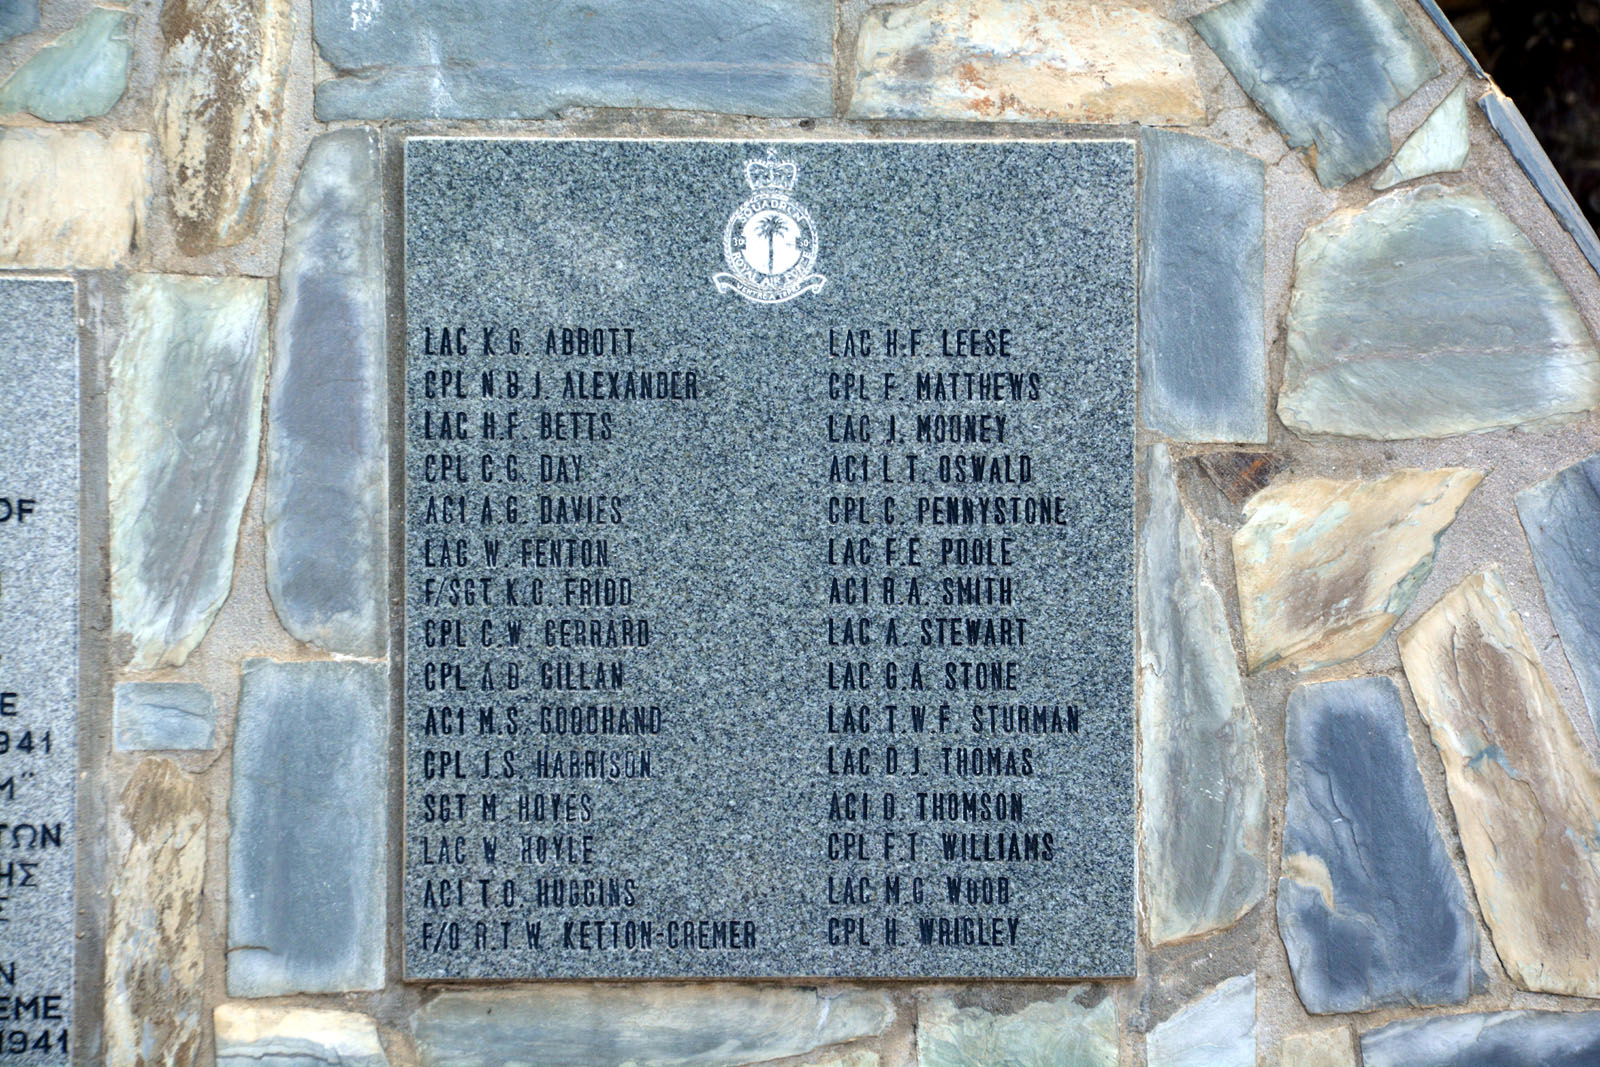 OF
E
941
M"
ΤΩΝ
ΗΣ
N
EME
1941
SQUADRON
30
ROYAL AIR FORCE
LAC K.G. ABBOTT
CPL N.B.J. ALEXANDER
LAC H.F. BETTS
CPL C.G. DAY
AC1 A.G. DAVIES
LAC W. FENTON
F/SGT K.G. FRIDD
CPL C.W. GERRARD
CPL A.B GILLAN
AC1 M.S. GOODHAND
CPL J.S. HARRISON
SGT M HOYES
LAC W HOYLE
AC1 T.O. HUGGINS
F/O R.T.W. KETTON-CREMER
LAC H.F. LEESE
CPL F. MATTHEWS
LAC J. MOONEY
AC1 L.T. OSWALD
CPL C. PENNYSTONE
LAC F.E POOLE
AC1 R.A. SMITH
LAC A. STEWART
LAC G.A. STONE
LAC T.W.F. STURMAN
LAC D.J. THOMAS
AC1 D. THOMSON
CPL F.T. WILLIAMS
LAC M.G. WOOD
CPL H. WRIGLEY